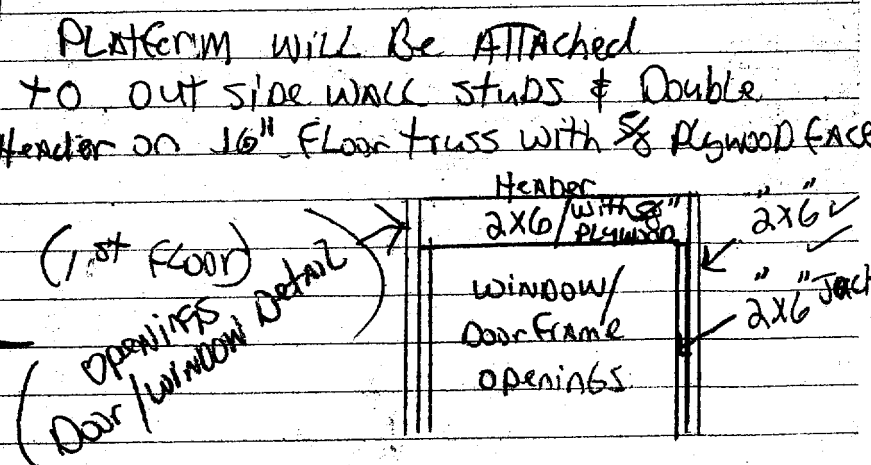 PLAtform will Be ATTAched
to out side wALL studs & Double
Header on 16" Floor truss with 5/8 plywood face
Header
2x6/with 5/8"
Plywood
"2x6"✓
✓
"2x6" Jack
(1,st Floor)
openings
Door/window Detail
window/
Door Frame
openings